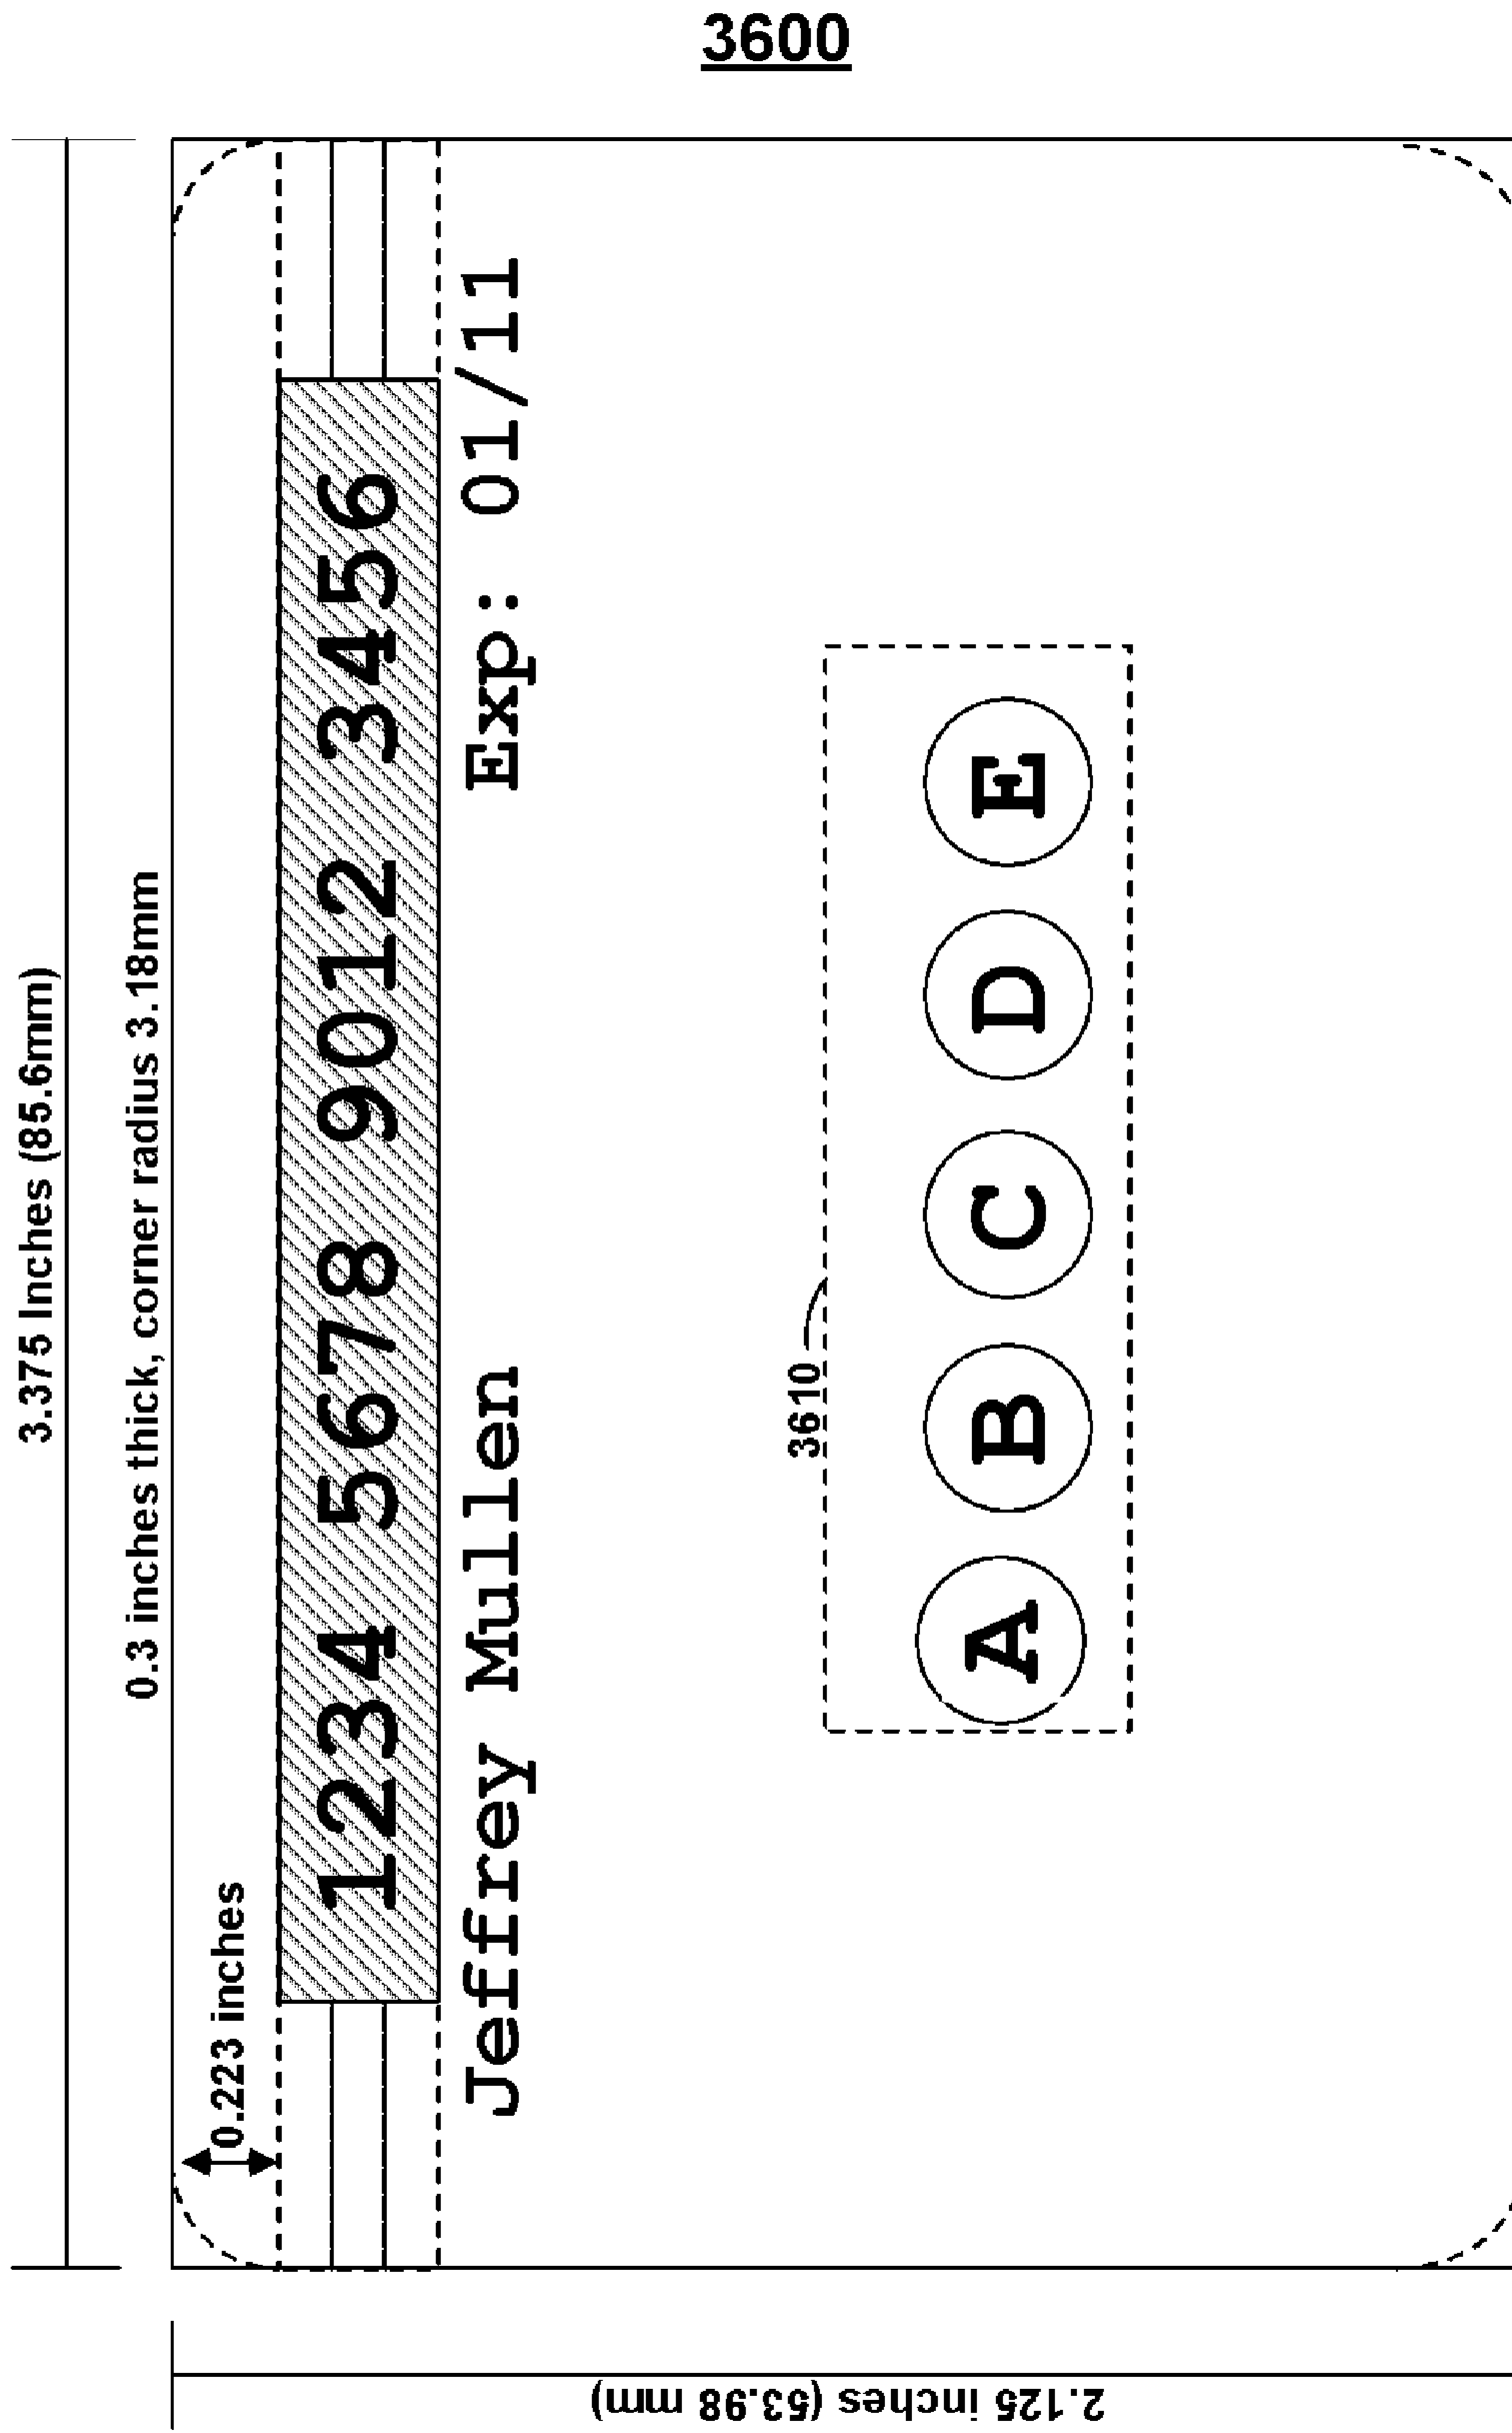 3600
3.375 Inches (85.6mm)
0.3 inches thick, corner radius 3.18mm
0.223 inches
1234 5678 9012 3456
Jeffrey Mullen Exp: 01/11
3610
A B C D E
2.125 inches (53.98 mm)